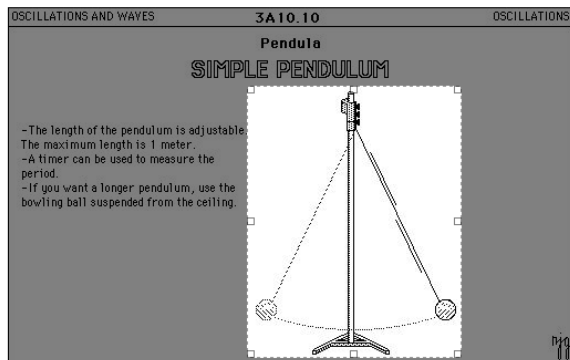 OSCILLATIONS AND WAVES
3A10.10
OSCILLATIONS
Pendula
SIMPLE PENDULUM
-The length of the pendulum is adjustable
The maximum length is 1 meter.
-A timer can be used to measure the
period.
-If you want a longer pendulum, use the
bowling ball suspended from the ceiling.